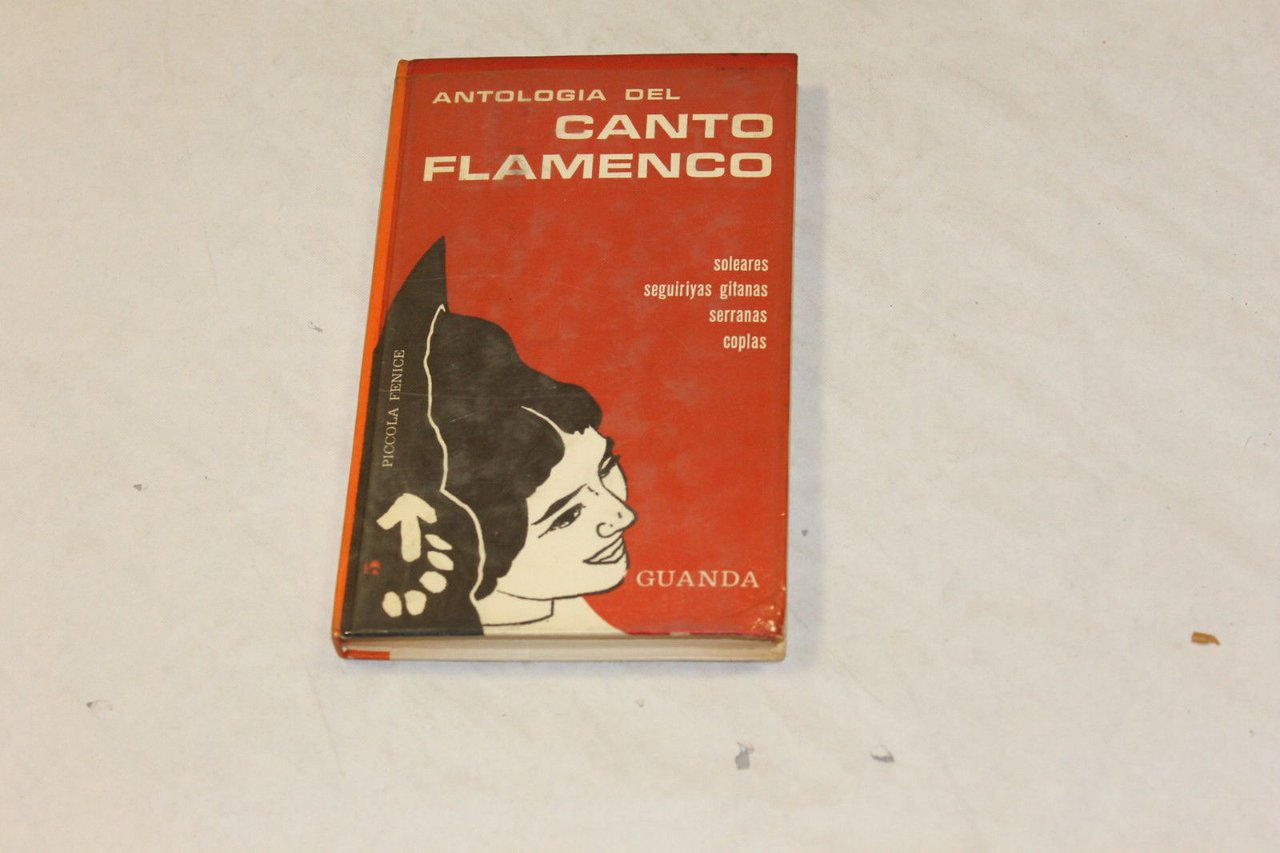 ANTOLOGIA DEL
CANTO
FLAMENCO
soleares
seguiriyas gitanas
serranas
coplas
PICCOLA FENICE
GUANDA